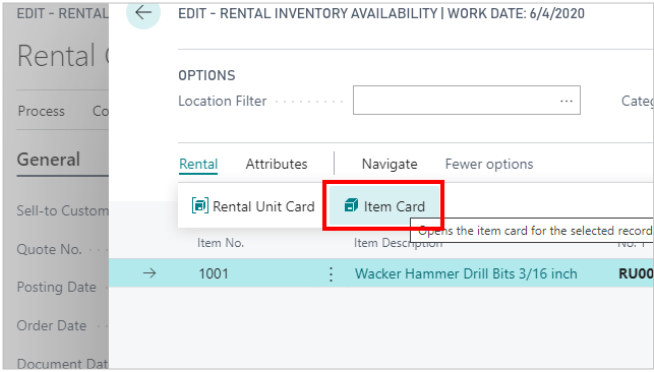 EDIT - RENTAL
EDIT - RENTAL INVENTORY AVAILABILITY | WORK DATE: 6/4/2020
Rental
OPTIONS
Location Filter
Process
General
Rental Attributes Navigate Fewer options
Rental Unit Card Item Card
Sell-to Custom
Opens the item card for the selected record
Item No. Item Description
Quote No.
1001 Wacker Hammer Drill Bits 3/16 inch RU00
Posting Date
Order Date
Document Dat